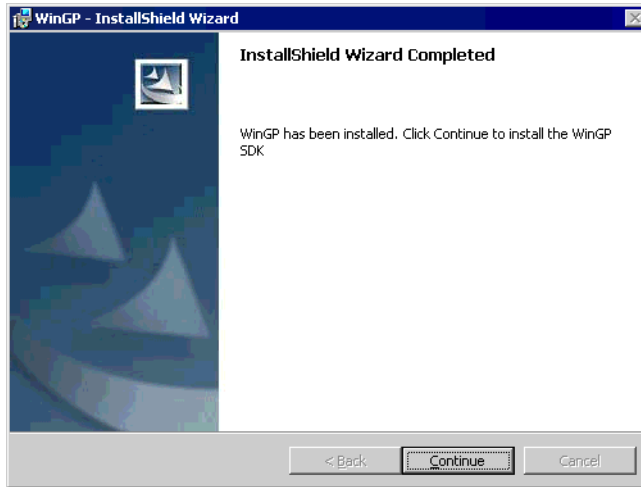 WinGP - InstallShield Wizard
InstallShield Wizard Completed
WinGP has been installed. Click Continue to install the WinGP
SDK
< Back
Continue
Cancel